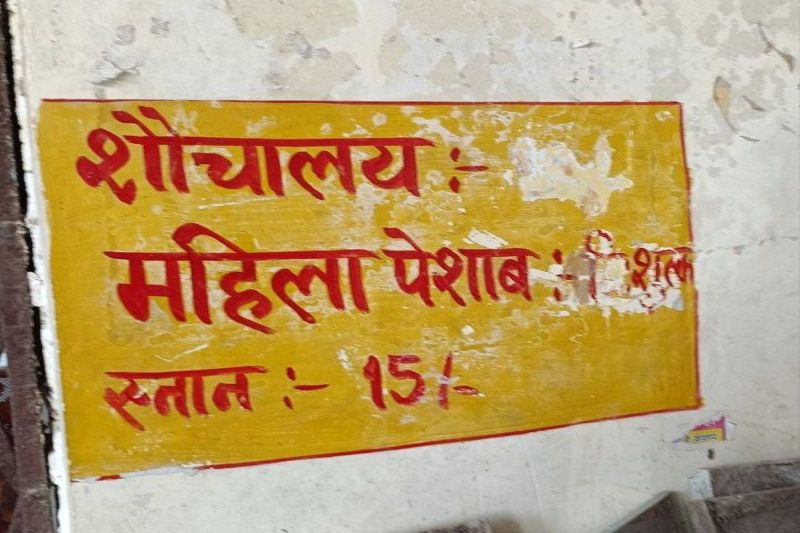 शौचालय :-
महिला पेशाब :- निःशुल्क
स्नान :- 15/-